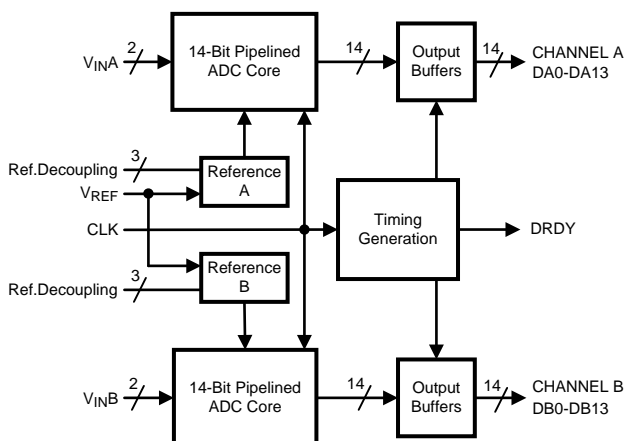 VINA
2
14-Bit Pipelined
ADC Core
14
Output
Buffers
14
CHANNEL A
DA0-DA13
Ref.Decoupling
3
VREF
Reference
A
CLK
Timing
Generation
DRDY
Reference
B
Ref.Decoupling
3
VINB
2
14-Bit Pipelined
ADC Core
14
Output
Buffers
14
CHANNEL B
DB0-DB13